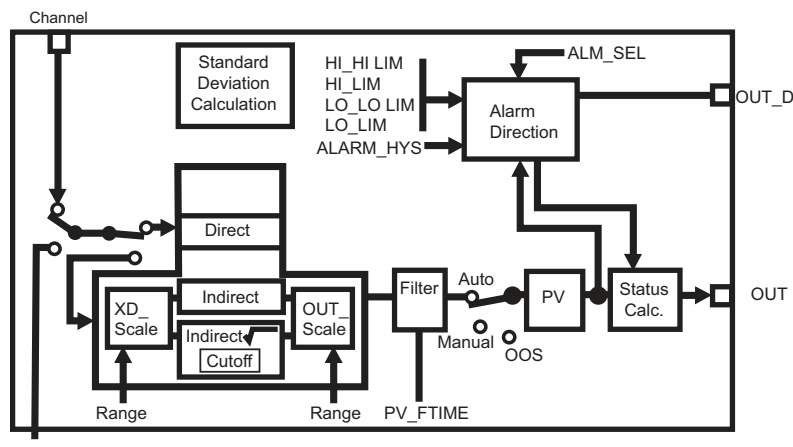 Channel
Standard
Deviation
Calculation
HI_HI LIM
HI_LIM
LO_LO LIM
LO_LIM
ALARM_HYS
ALM_SEL
Alarm
Direction
OUT_D
Direct
XD_
Scale
Indirect
Indirect
Cutoff
OUT_
Scale
Range
Range
Filter
PV_FTIME
Auto
Manual
OOS
PV
Status
Calc.
OUT